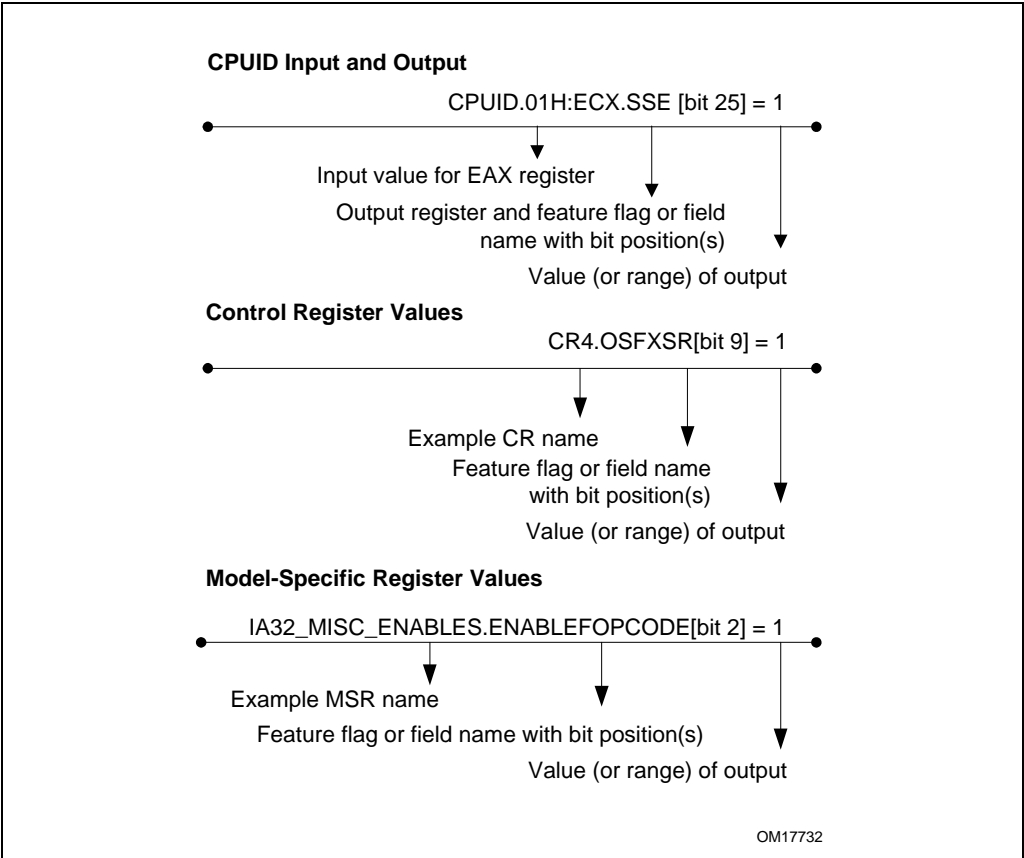 CPUID Input and Output
CPUID.01H:ECX.SSE [bit 25] = 1
Input value for EAX register
Output register and feature flag or field
name with bit position(s)
Value (or range) of output
Control Register Values
CR4.OSFXSR[bit 9] = 1
Example CR name
Feature flag or field name
with bit position(s)
Value (or range) of output
Model-Specific Register Values
IA32_MISC_ENABLES.ENABLEFOPCODE[bit 2] = 1
Example MSR name
Feature flag or field name with bit position(s)
Value (or range) of output
OM17732